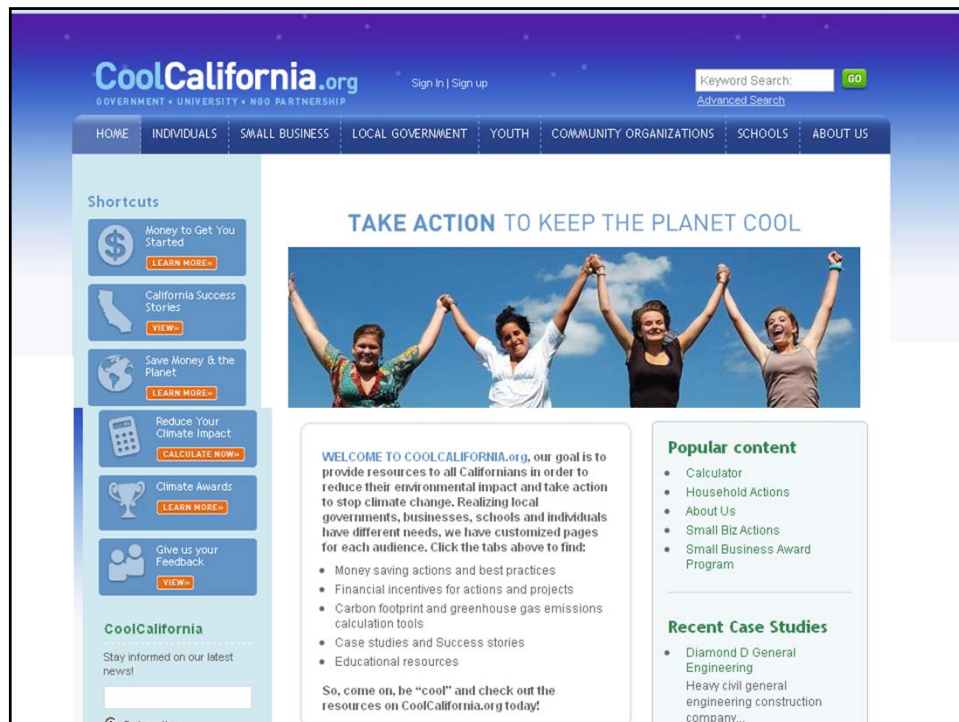 CoolCalifornia.org
GOVERNMENT • UNIVERSITY • NGO PARTNERSHIP
Sign In | Sign up
Keyword Search:
GO
Advanced Search
HOME
INDIVIDUALS
SMALL BUSINESS
LOCAL GOVERNMENT
YOUTH
COMMUNITY ORGANIZATIONS
SCHOOLS
ABOUT US
Shortcuts
Money to Get You
Started
LEARN MORE»
California Success
Stories
VIEW»
Save Money & the
Planet
LEARN MORE»
Reduce Your
Climate Impact
CALCULATE NOW»
Climate Awards
LEARN MORE»
Give us your
Feedback
VIEW»
CoolCalifornia
Stay informed on our latest
news!
TAKE ACTION TO KEEP THE PLANET COOL
WELCOME TO COOLCALIFORNIA.org, our goal is to
provide resources to all Californians in order to
reduce their environmental impact and take action
to stop climate change. Realizing local
governments, businesses, schools and individuals
have different needs, we have customized pages
for each audience. Click the tabs above to find:
• Money saving actions and best practices
• Financial incentives for actions and projects
• Carbon footprint and greenhouse gas emissions
calculation tools
• Case studies and Success stories
• Educational resources
So, come on, be “cool” and check out the
resources on CoolCalifornia.org today!
Popular content
• Calculator
• Household Actions
• About Us
• Small Biz Actions
• Small Business Award
Program
Recent Case Studies
• Diamond D General
Engineering
Heavy civil general
engineering construction
company...